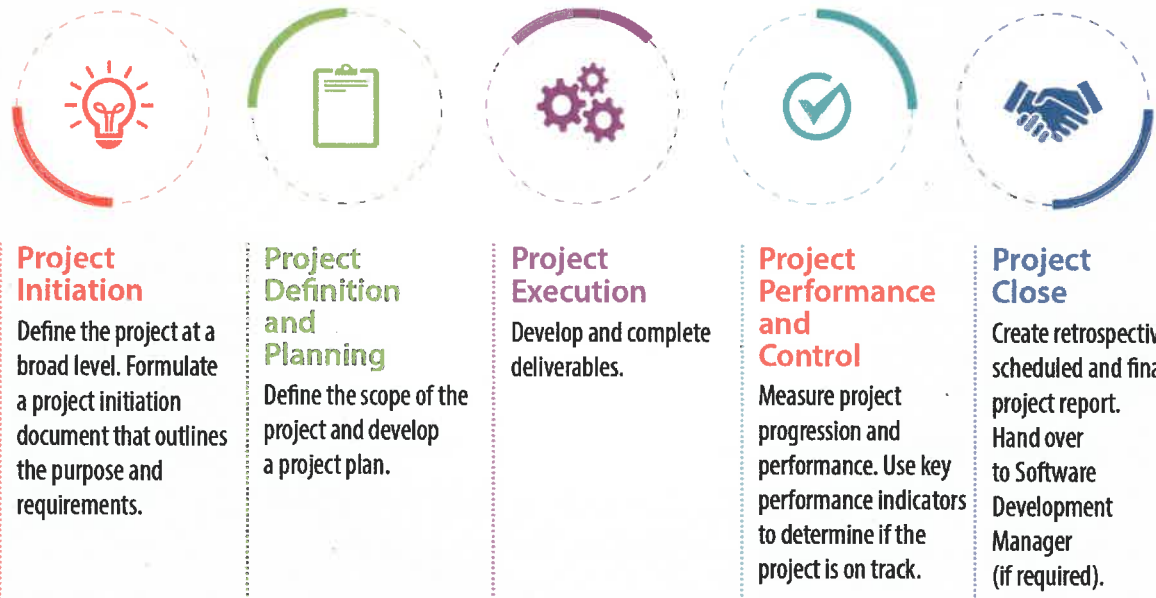 Project
Initiation
Define the project at a
broad level. Formulate
a project initiation
document that outlines
the purpose and
requirements.
Project
Definition
and
Planning
Define the scope of the
project and develop
a project plan.
Project
Execution
Develop and complete
deliverables.
Project
Performance
and
Control
Measure project
progression and
performance. Use key
performance indicators
to determine if the
project is on track.
Project
Close
Create
scheduled and
project report.
Hand over
to Software
Development
Manager
(if required).